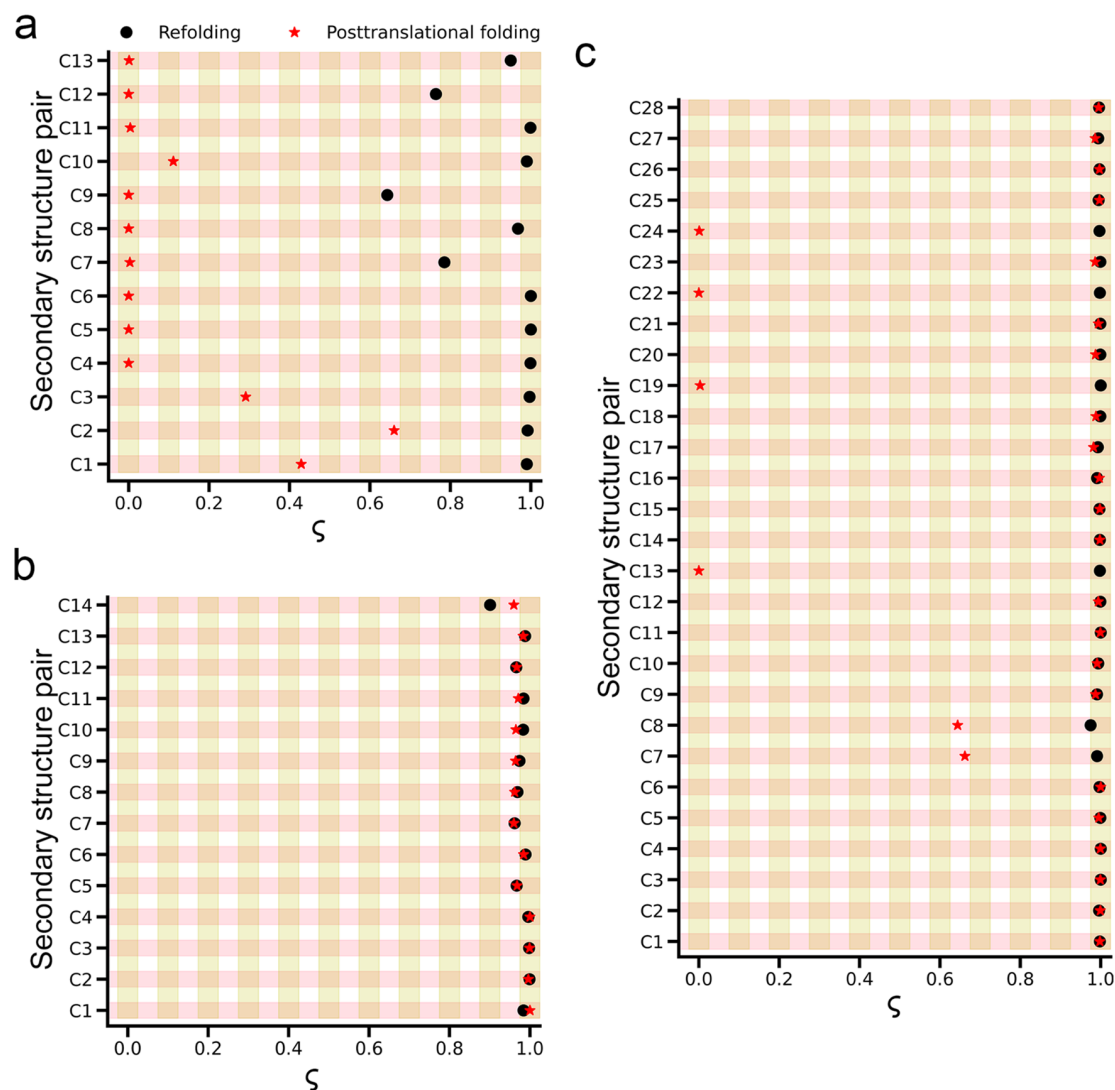 a
Refolding
Posttranslational folding
Secondary structure pair
C13
C12
C11
C10
C9
C8
C7
C6
C5
C4
C3
C2
C1
0.0 0.2 0.4 0.6 0.8 1.0
ς
b
Secondary structure pair
C14
C13
C12
C11
C10
C9
C8
C7
C6
C5
C4
C3
C2
C1
0.0 0.2 0.4 0.6 0.8 1.0
ς
c
Secondary structure pair
C28
C27
C26
C25
C24
C23
C22
C21
C20
C19
C18
C17
C16
C15
C14
C13
C12
C11
C10
C9
C8
C7
C6
C5
C4
C3
C2
C1
0.0 0.2 0.4 0.6 0.8 1.0
ς